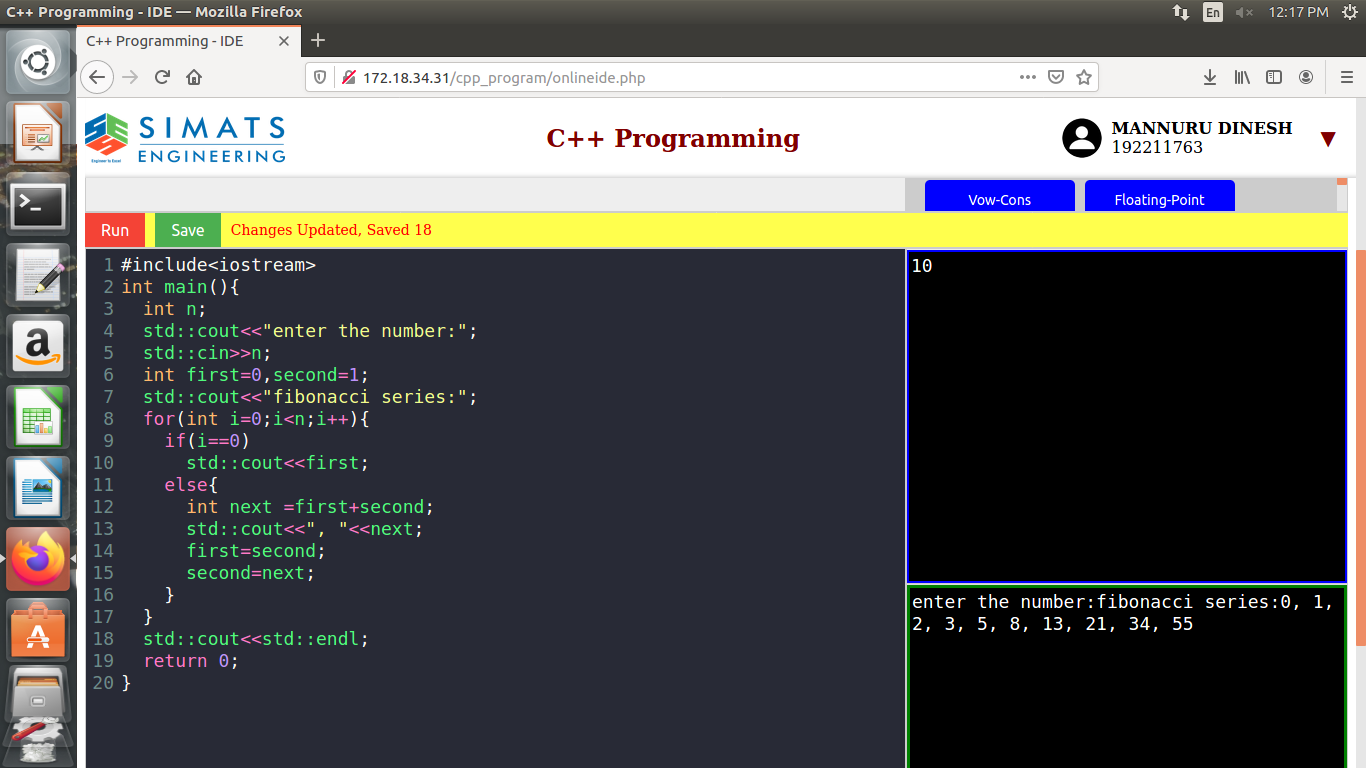 C++ Programming - IDE — Mozilla Firefox
En
12:17 PM
C++ Programming - IDE
172.18.34.31/cpp_program/onlineide.php
SIMATS
ENGINEERING
Engineer to Excel
C++ Programming
MANNURU DINESH
192211763
Vow-Cons
Floating-Point
Run
Save
Changes Updated, Saved 18
1 #include<iostream>
2 int main(){
3   int n;
4   std::cout<<"enter the number:";
5   std::cin>>n;
6   int first=0,second=1;
7   std::cout<<"fibonacci series:";
8   for(int i=0;i<n;i++){
9     if(i==0)
10       std::cout<<first;
11     else{
12       int next =first+second;
13       std::cout<<", "<<next;
14       first=second;
15       second=next;
16     }
17   }
18   std::cout<<std::endl;
19   return 0;
20 }
10
enter the number:fibonacci series:0, 1,
2, 3, 5, 8, 13, 21, 34, 55